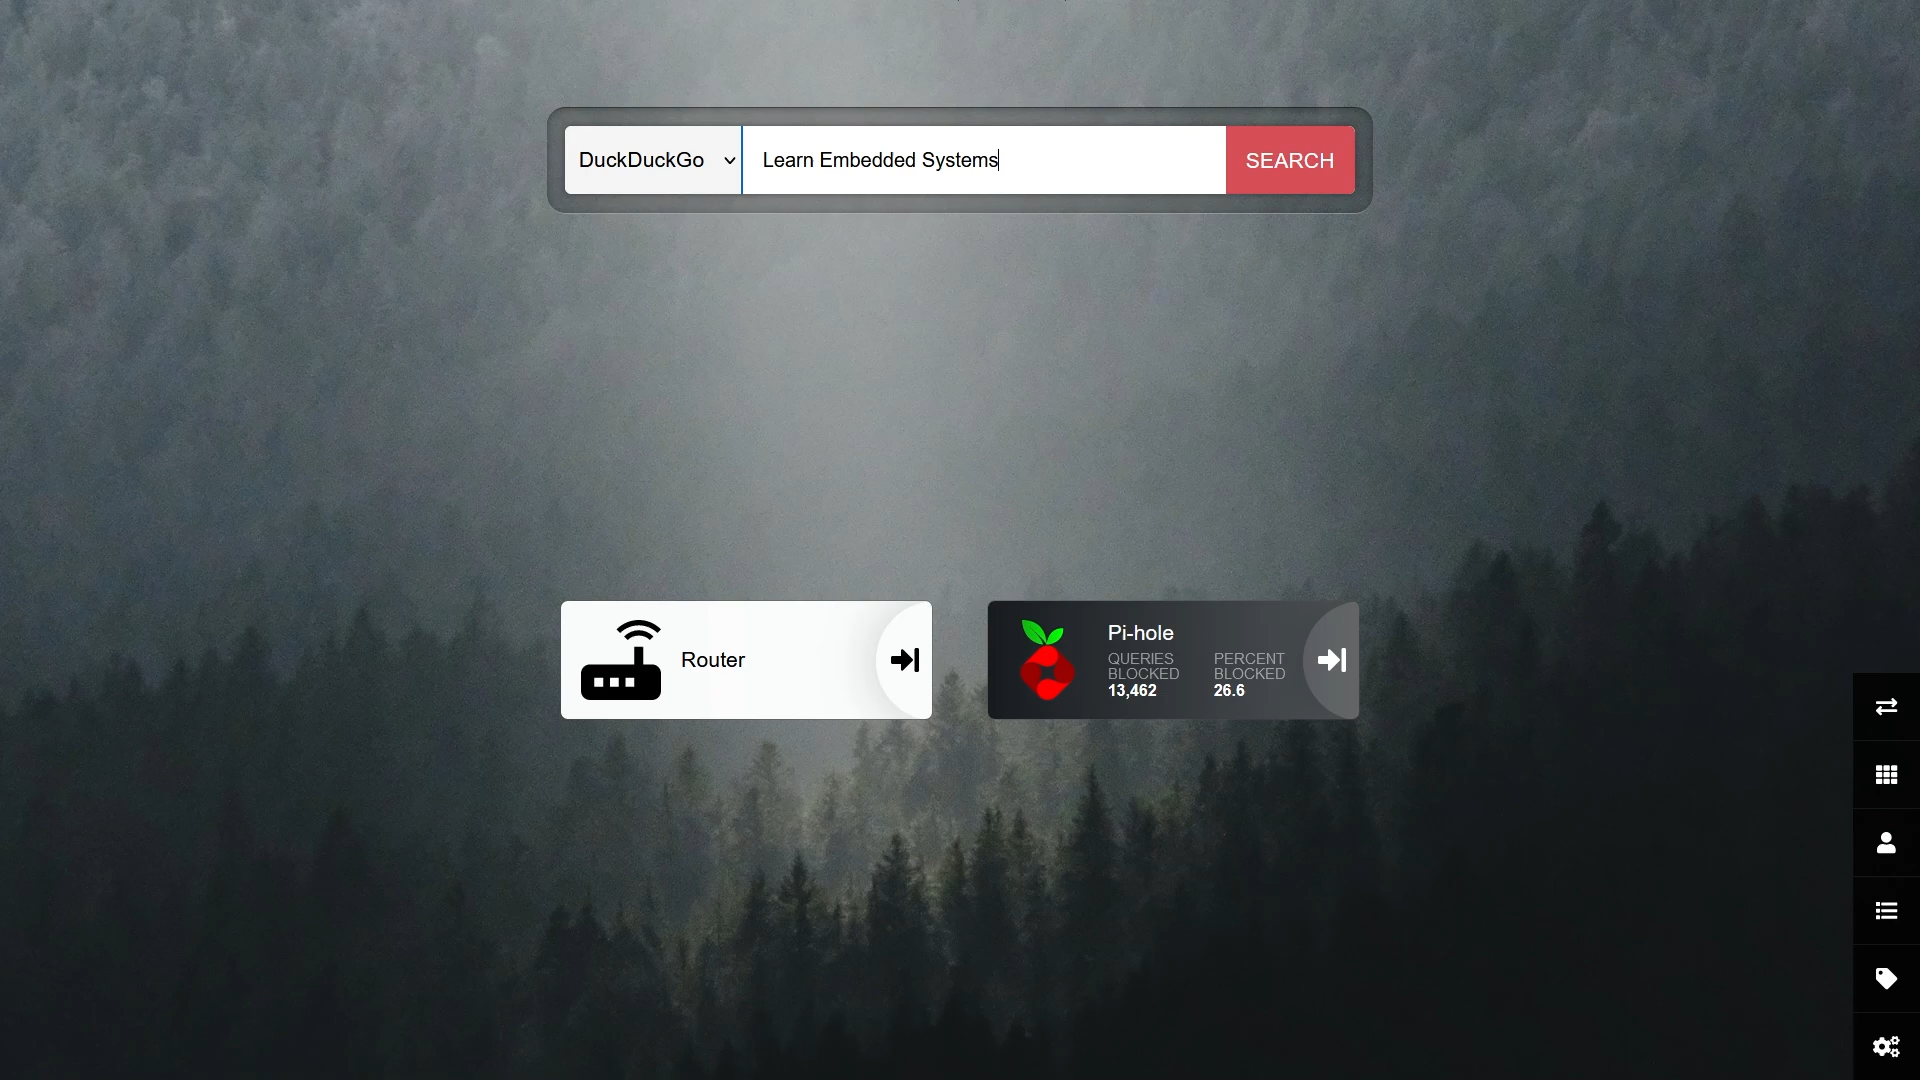 DuckDuckGo Learn Embedded Systems SEARCH
Router
Pi-hole
QUERIES BLOCKED
13,462
PERCENT BLOCKED
26.6